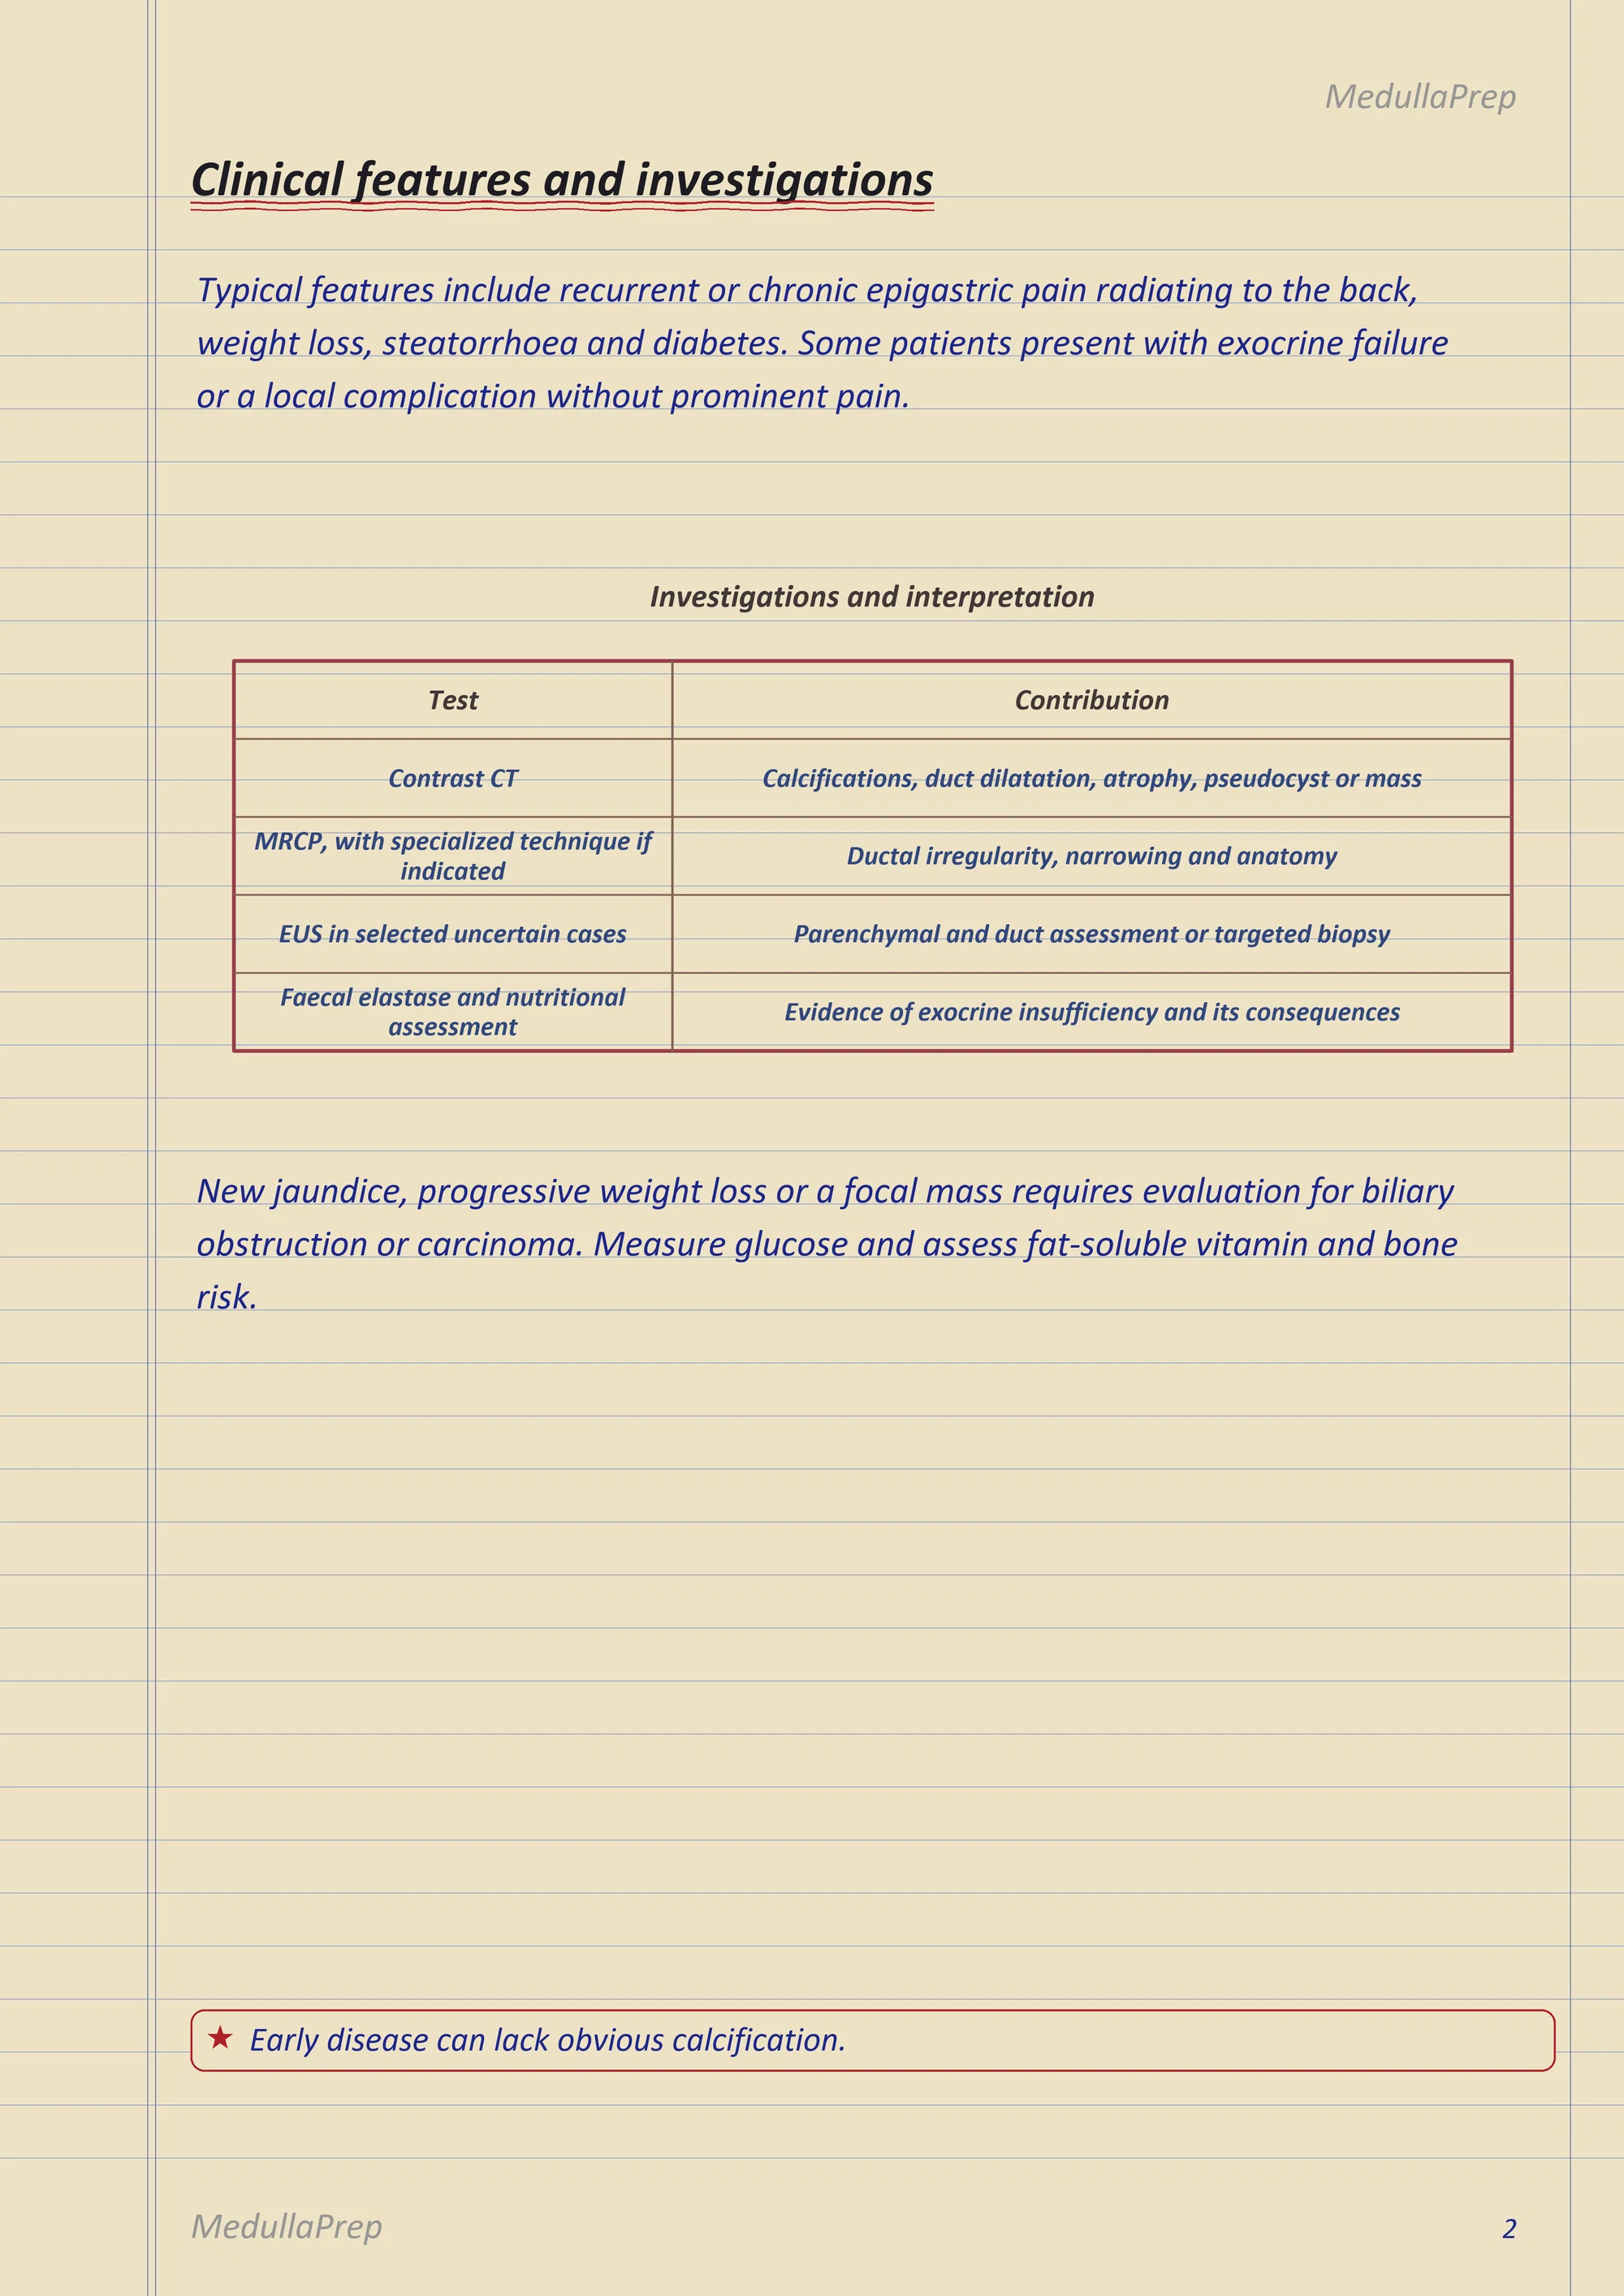 MedullaPrep
Clinical features and investigations
Typical features include recurrent or chronic epigastric pain radiating to the back,
weight loss, steatorrhoea and diabetes. Some patients present with exocrine failure
or a local complication without prominent pain.
Investigations and interpretation
Test Contribution
Contrast CT Calcifications, duct dilatation, atrophy, pseudocyst or mass
MRCP, with specialized technique if
indicated
Ductal irregularity, narrowing and anatomy
EUS in selected uncertain cases Parenchymal and duct assessment or targeted biopsy
Faecal elastase and nutritional
assessment
Evidence of exocrine insufficiency and its consequences
New jaundice, progressive weight loss or a focal mass requires evaluation for biliary
obstruction or carcinoma. Measure glucose and assess fat-soluble vitamin and bone
risk.
★ Early disease can lack obvious calcification.
MedullaPrep 2